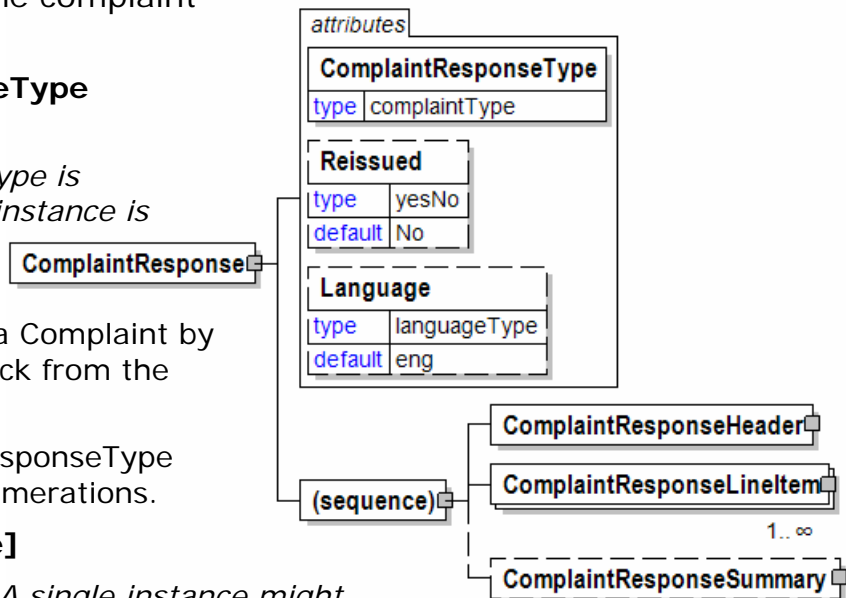 e complaint
attributes
ComplaintResponseType
type complaintType
eType
Reissued
type yesNo
default No
ype is
instance is
ComplaintResponse
Language
type languageType
default eng
a Complaint by
ck from the
ComplaintResponseHeader
sponseType
merations.
(sequence)
ComplaintResponseLineItem
1.. ∞
e]
A single instance might
ComplaintResponseSummary